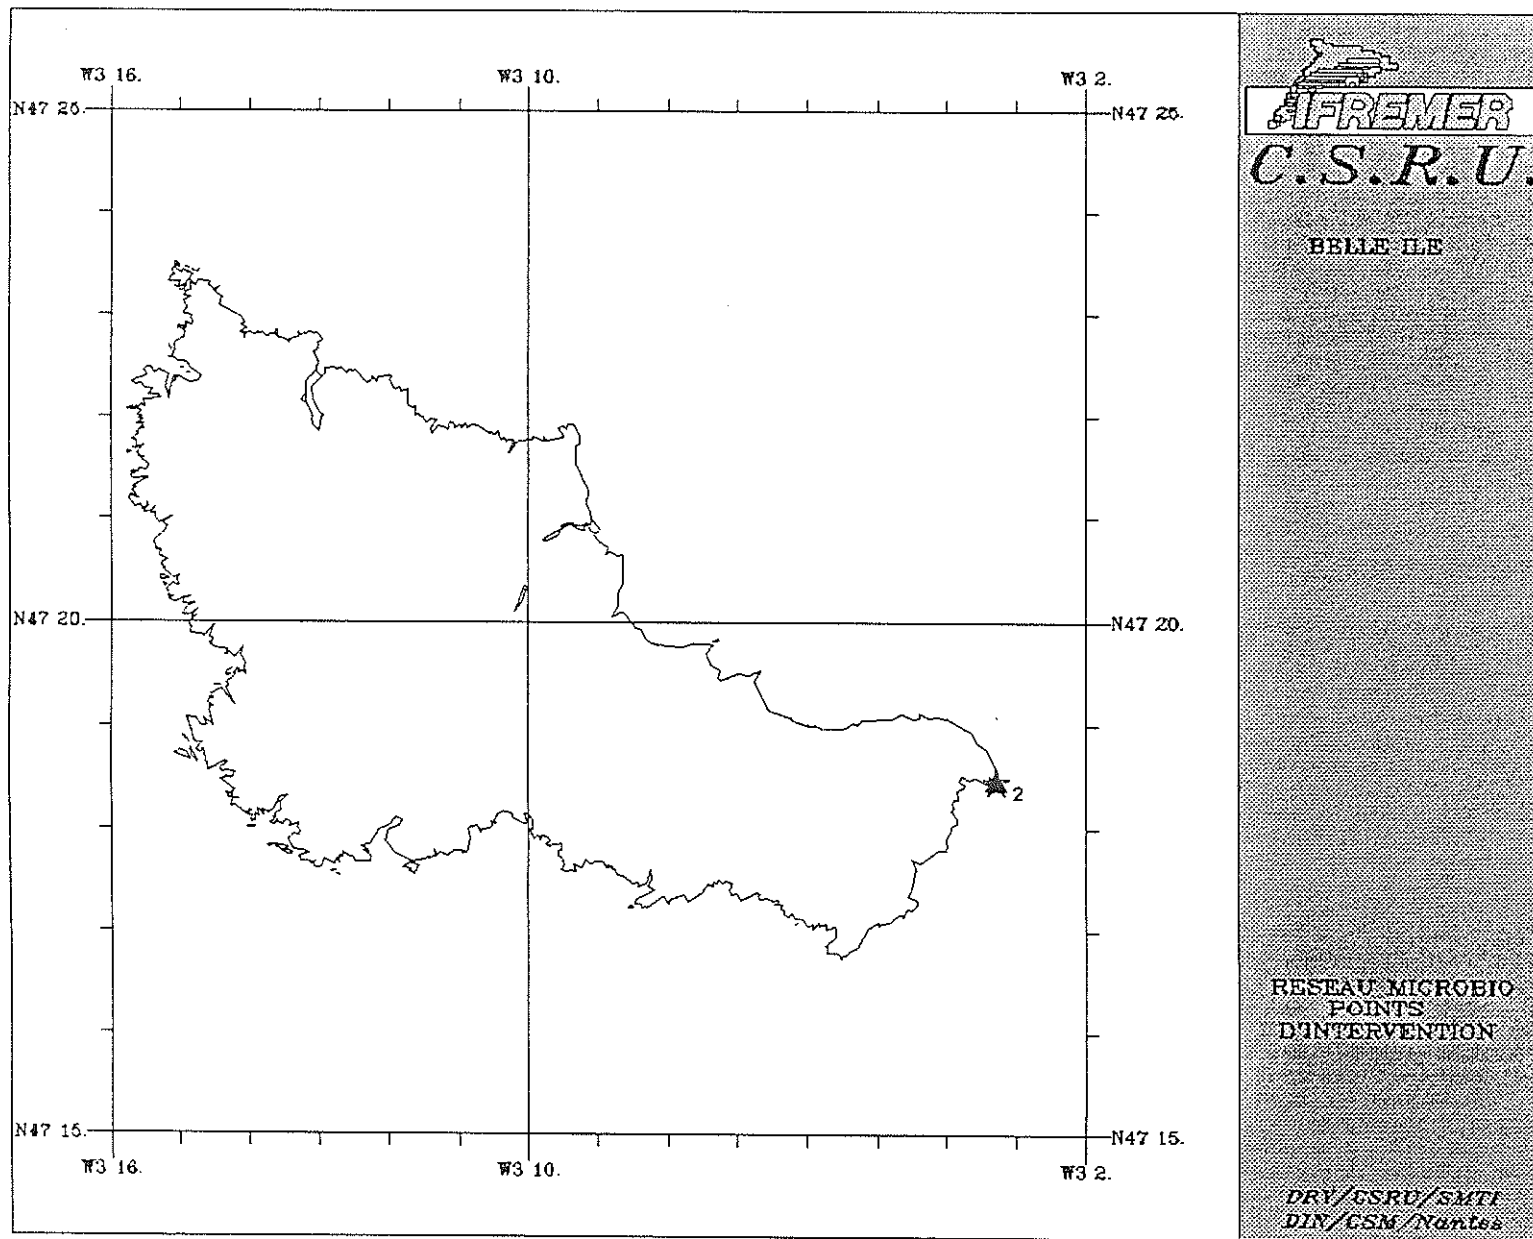 W3 16.
W3 10.
W3 2.
N47 25.
N47 25.
N47 20.
N47 20.
2
N47 15.
N47 15.
W3 16.
W3 10.
W3 2.
IFREMER
C.S.R.U.
BELLE ILE
RESEAU MICROBIO
POINTS
D'INTERVENTION
DRV/CSRU/SMTI
DIN/CSM/Nantes